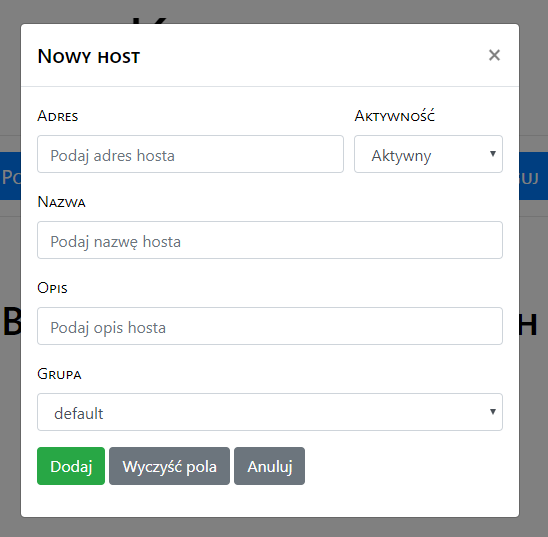 Nowy host ×
Adres Aktywność
Podaj adres hosta Aktywny
Nazwa
Podaj nazwę hosta
Opis
Podaj opis hosta
Grupa
default
Dodaj Wyczyść pola Anuluj